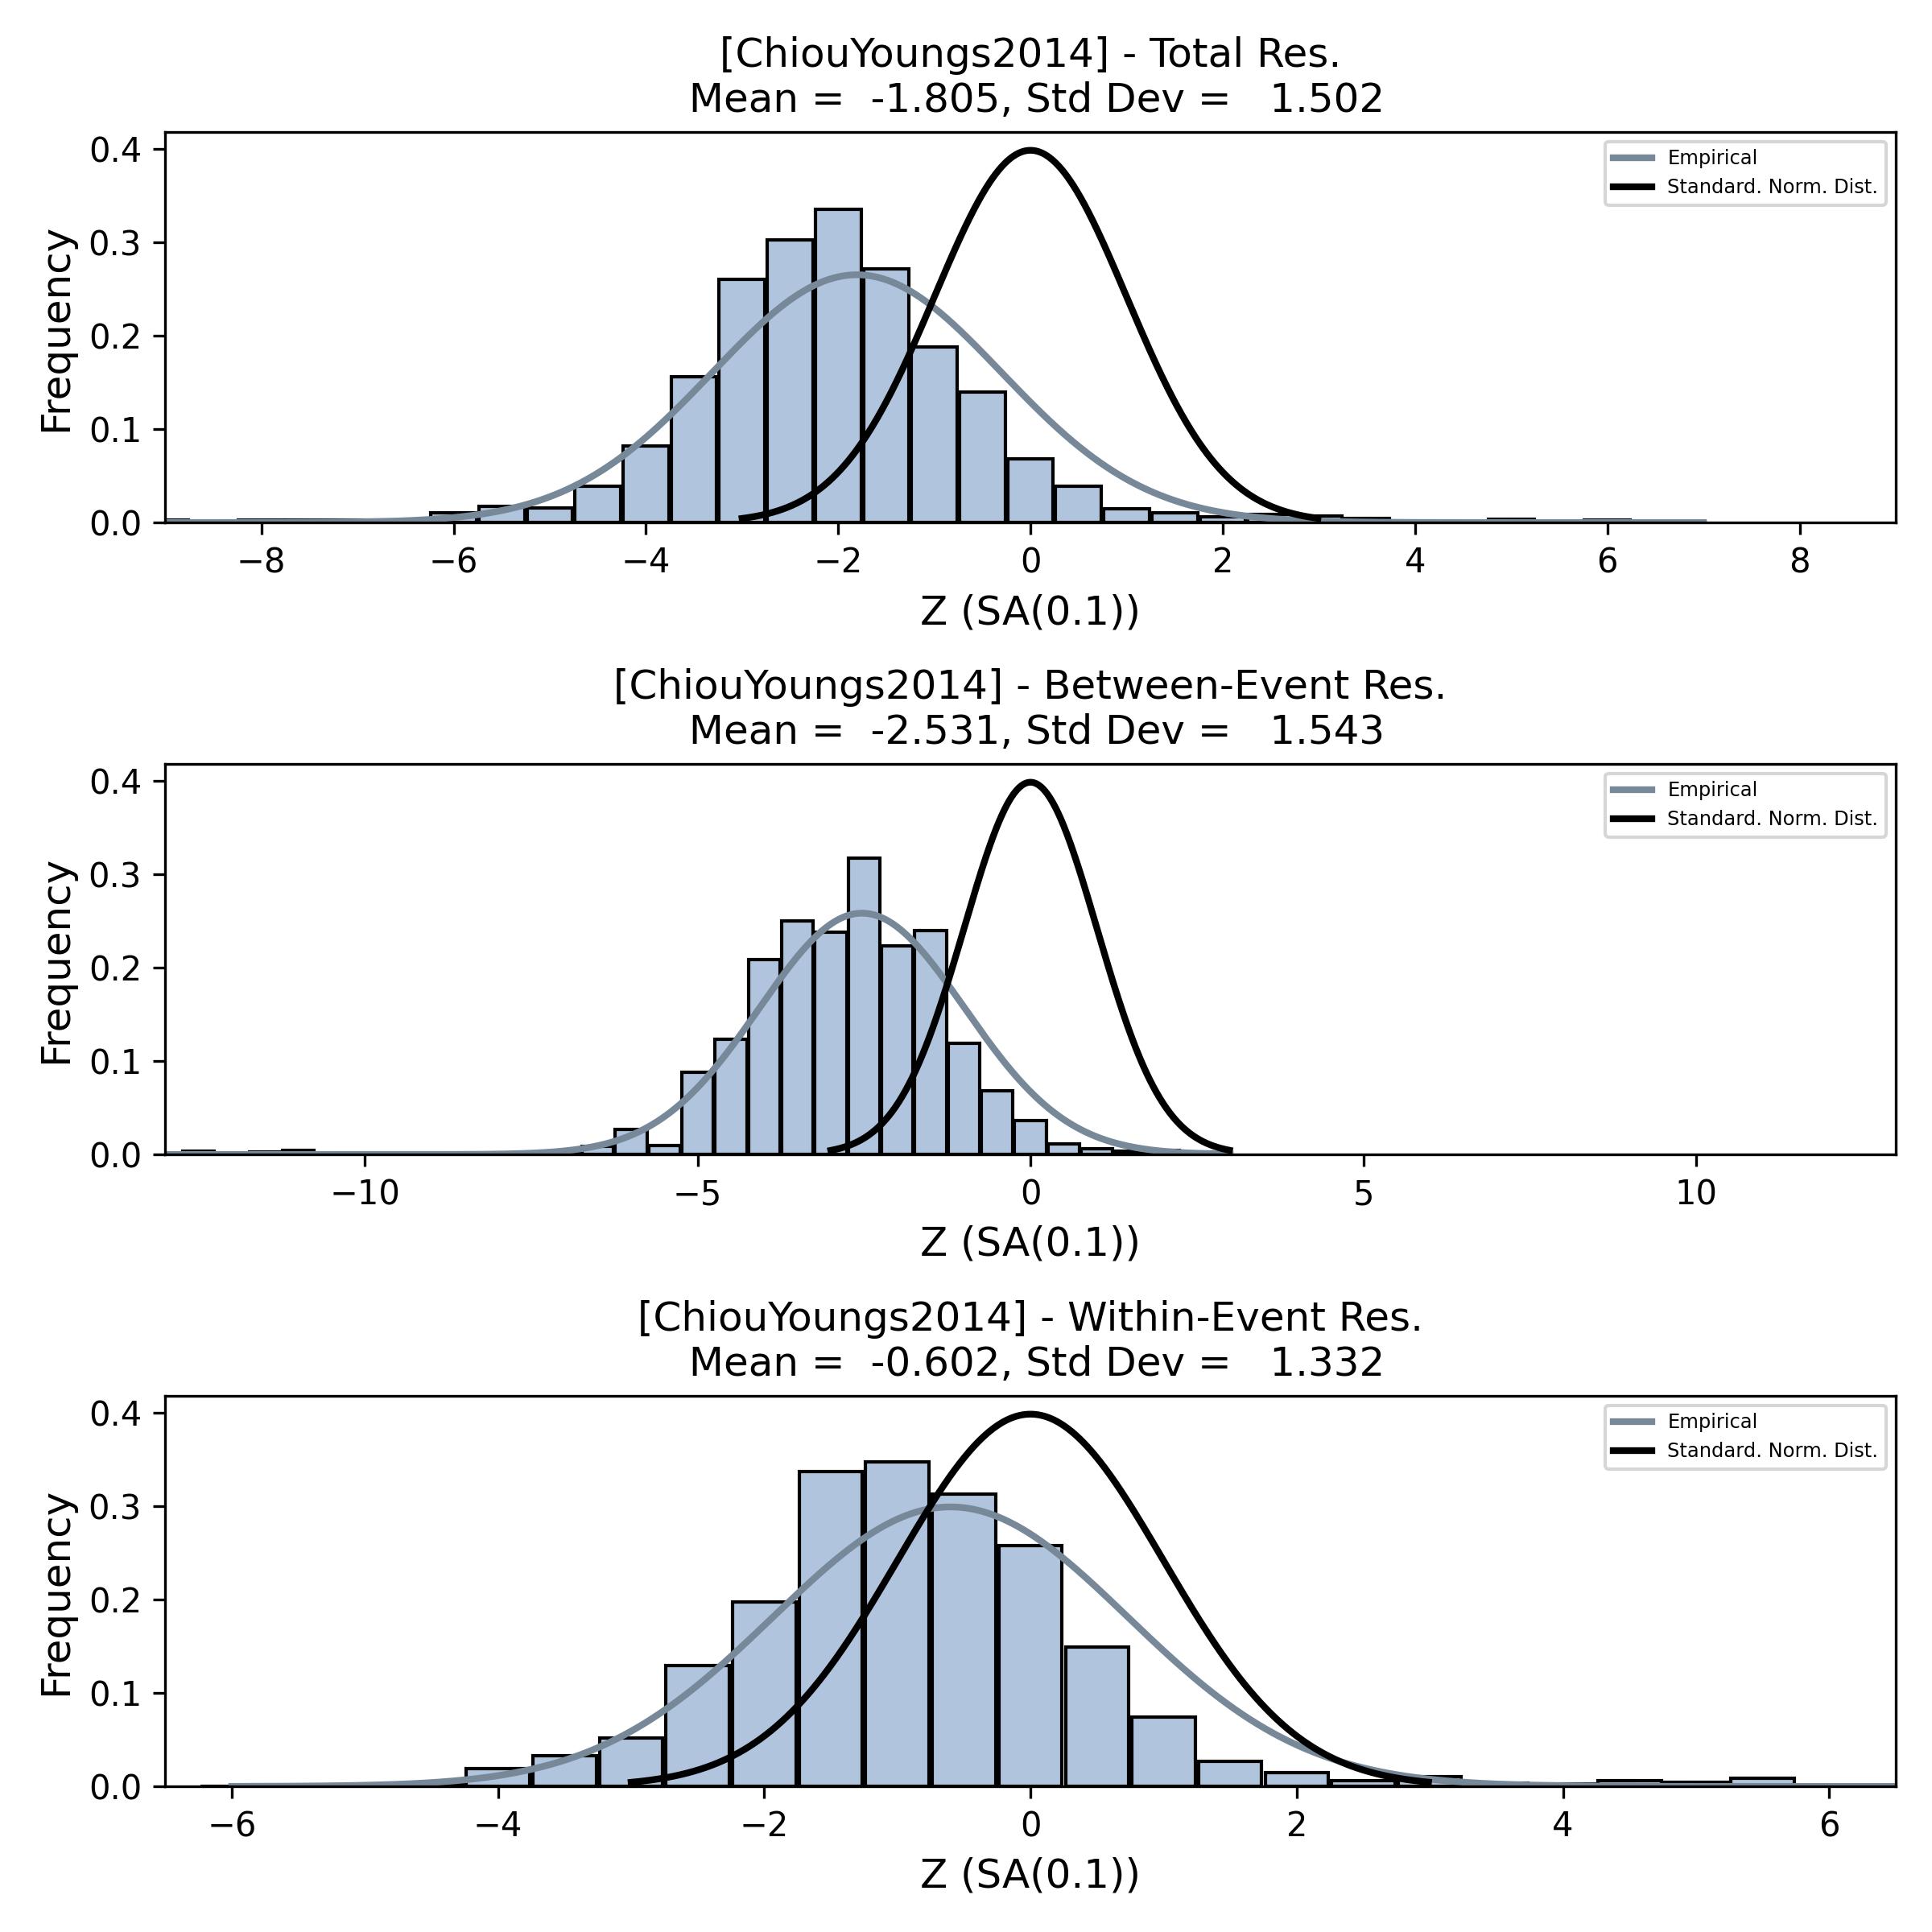 [ChiouYoungs2014] - Total Res.
Mean =  -1.805, Std Dev =   1.502
Empirical
Standard. Norm. Dist.
Frequency
0.4
0.3
0.2
0.1
0.0
−8 −6 −4 −2 0 2 4 6 8
Z (SA(0.1))
[ChiouYoungs2014] - Between-Event Res.
Mean =  -2.531, Std Dev =   1.543
Empirical
Standard. Norm. Dist.
Frequency
0.4
0.3
0.2
0.1
0.0
−10 −5 0 5 10
Z (SA(0.1))
[ChiouYoungs2014] - Within-Event Res.
Mean =  -0.602, Std Dev =   1.332
Empirical
Standard. Norm. Dist.
Frequency
0.4
0.3
0.2
0.1
0.0
−6 −4 −2 0 2 4 6
Z (SA(0.1))